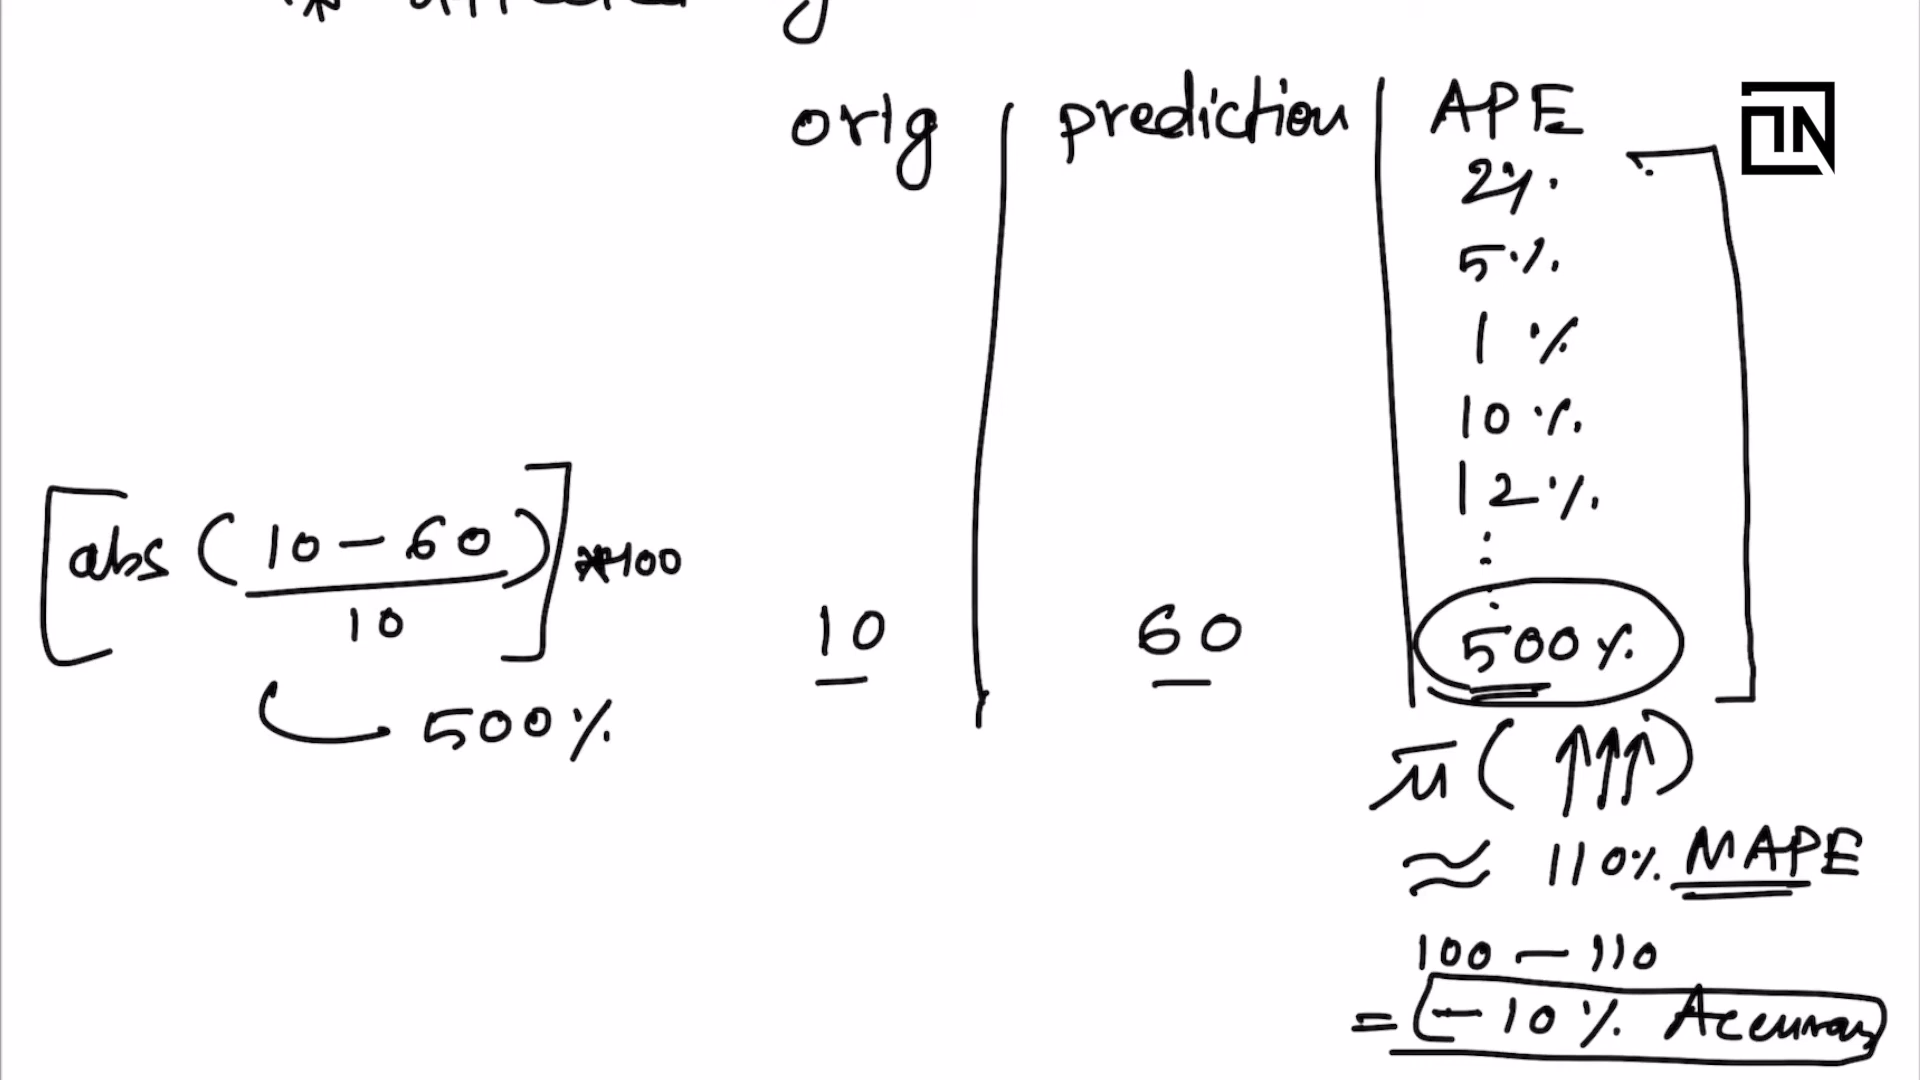 affected
orig prediction APE
2%.
5%.
1%
10%.
12%.
[abs (10 - 60 / 10)] *100
10 60 500%.
500%
μ (↑↑↑)
≈ 110%. MAPE
100 - 110
= -10%. Accuracy